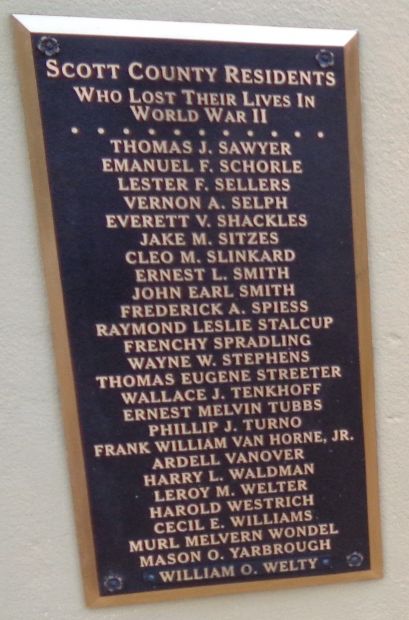 SCOTT COUNTY RESIDENTS
WHO LOST THEIR LIVES IN
WORLD WAR II
THOMAS J. SAWYER
EMANUEL F. SCHORLE
LESTER F. SELLERS
VERNON A. SELPH
EVERETT V. SHACKLES
JAKE M. SITZES
CLEO M. SLINKARD
ERNEST L. SMITH
JOHN EARL SMITH
FREDERICK A. SPIESS
RAYMOND LESLIE STALCUP
FRENCHY SPRADLING
WAYNE W. STEPHENS
THOMAS EUGENE STREETER
WALLACE J. TENKHOFF
ERNEST MELVIN TUBBS
PHILLIP J. TURNO
FRANK WILLIAM VAN HORNE, JR.
ARDELL VANOVER
HARRY L. WALDMAN
LEROY M. WELTER
HAROLD WESTRICH
CECIL E. WILLIAMS
MURL MELVERN WONDEL
MASON O. YARBROUGH
WILLIAM O. WELTY